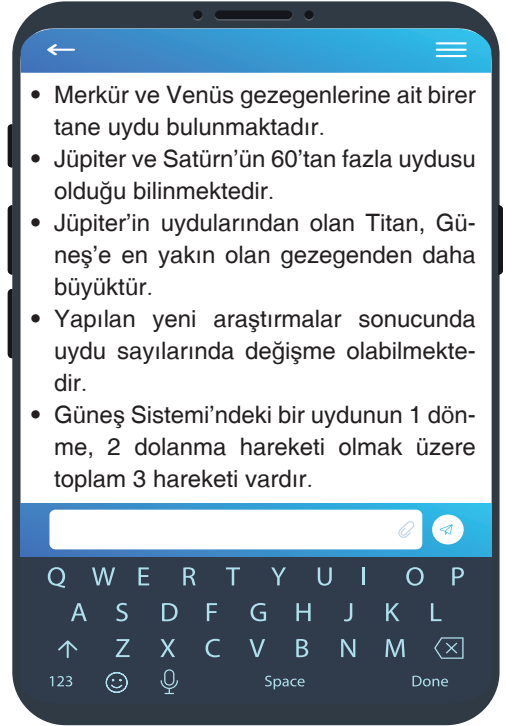 • Merkür ve Venüs gezegenlerine ait birer
tane uydu bulunmaktadır.
• Jüpiter ve Satürn’ün 60’tan fazla uydusu
olduğu bilinmektedir.
• Jüpiter’in uydularından olan Titan, Gü-
neş’e en yakın olan gezegenden daha
büyüktür.
• Yapılan yeni araştırmalar sonucunda
uydu sayılarında değişme olabilmekte-
dir.
• Güneş Sistemi’ndeki bir uydunun 1 dön-
me, 2 dolanma hareketi olmak üzere
toplam 3 hareketi vardır.
Q W E R T Y U I O P
A S D F G H J K L
Z X C V B N M
123 Space Done